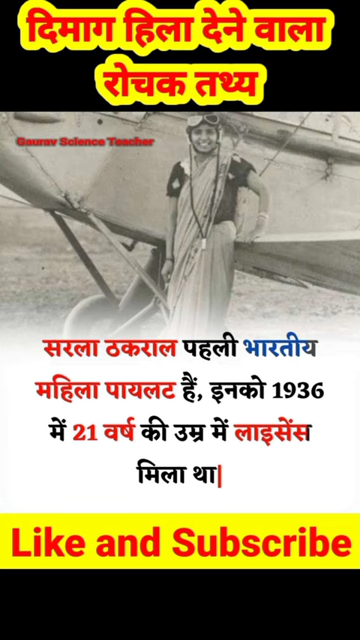 दिमाग हिला देने वाला
रोचक तथ्य
Gaurav Science Teacher
सरला ठकराल पहली भारतीय
महिला पायलट हैं, इनको 1936
में 21 वर्ष की उम्र में लाइसेंस
मिला था|
Like and Subscribe